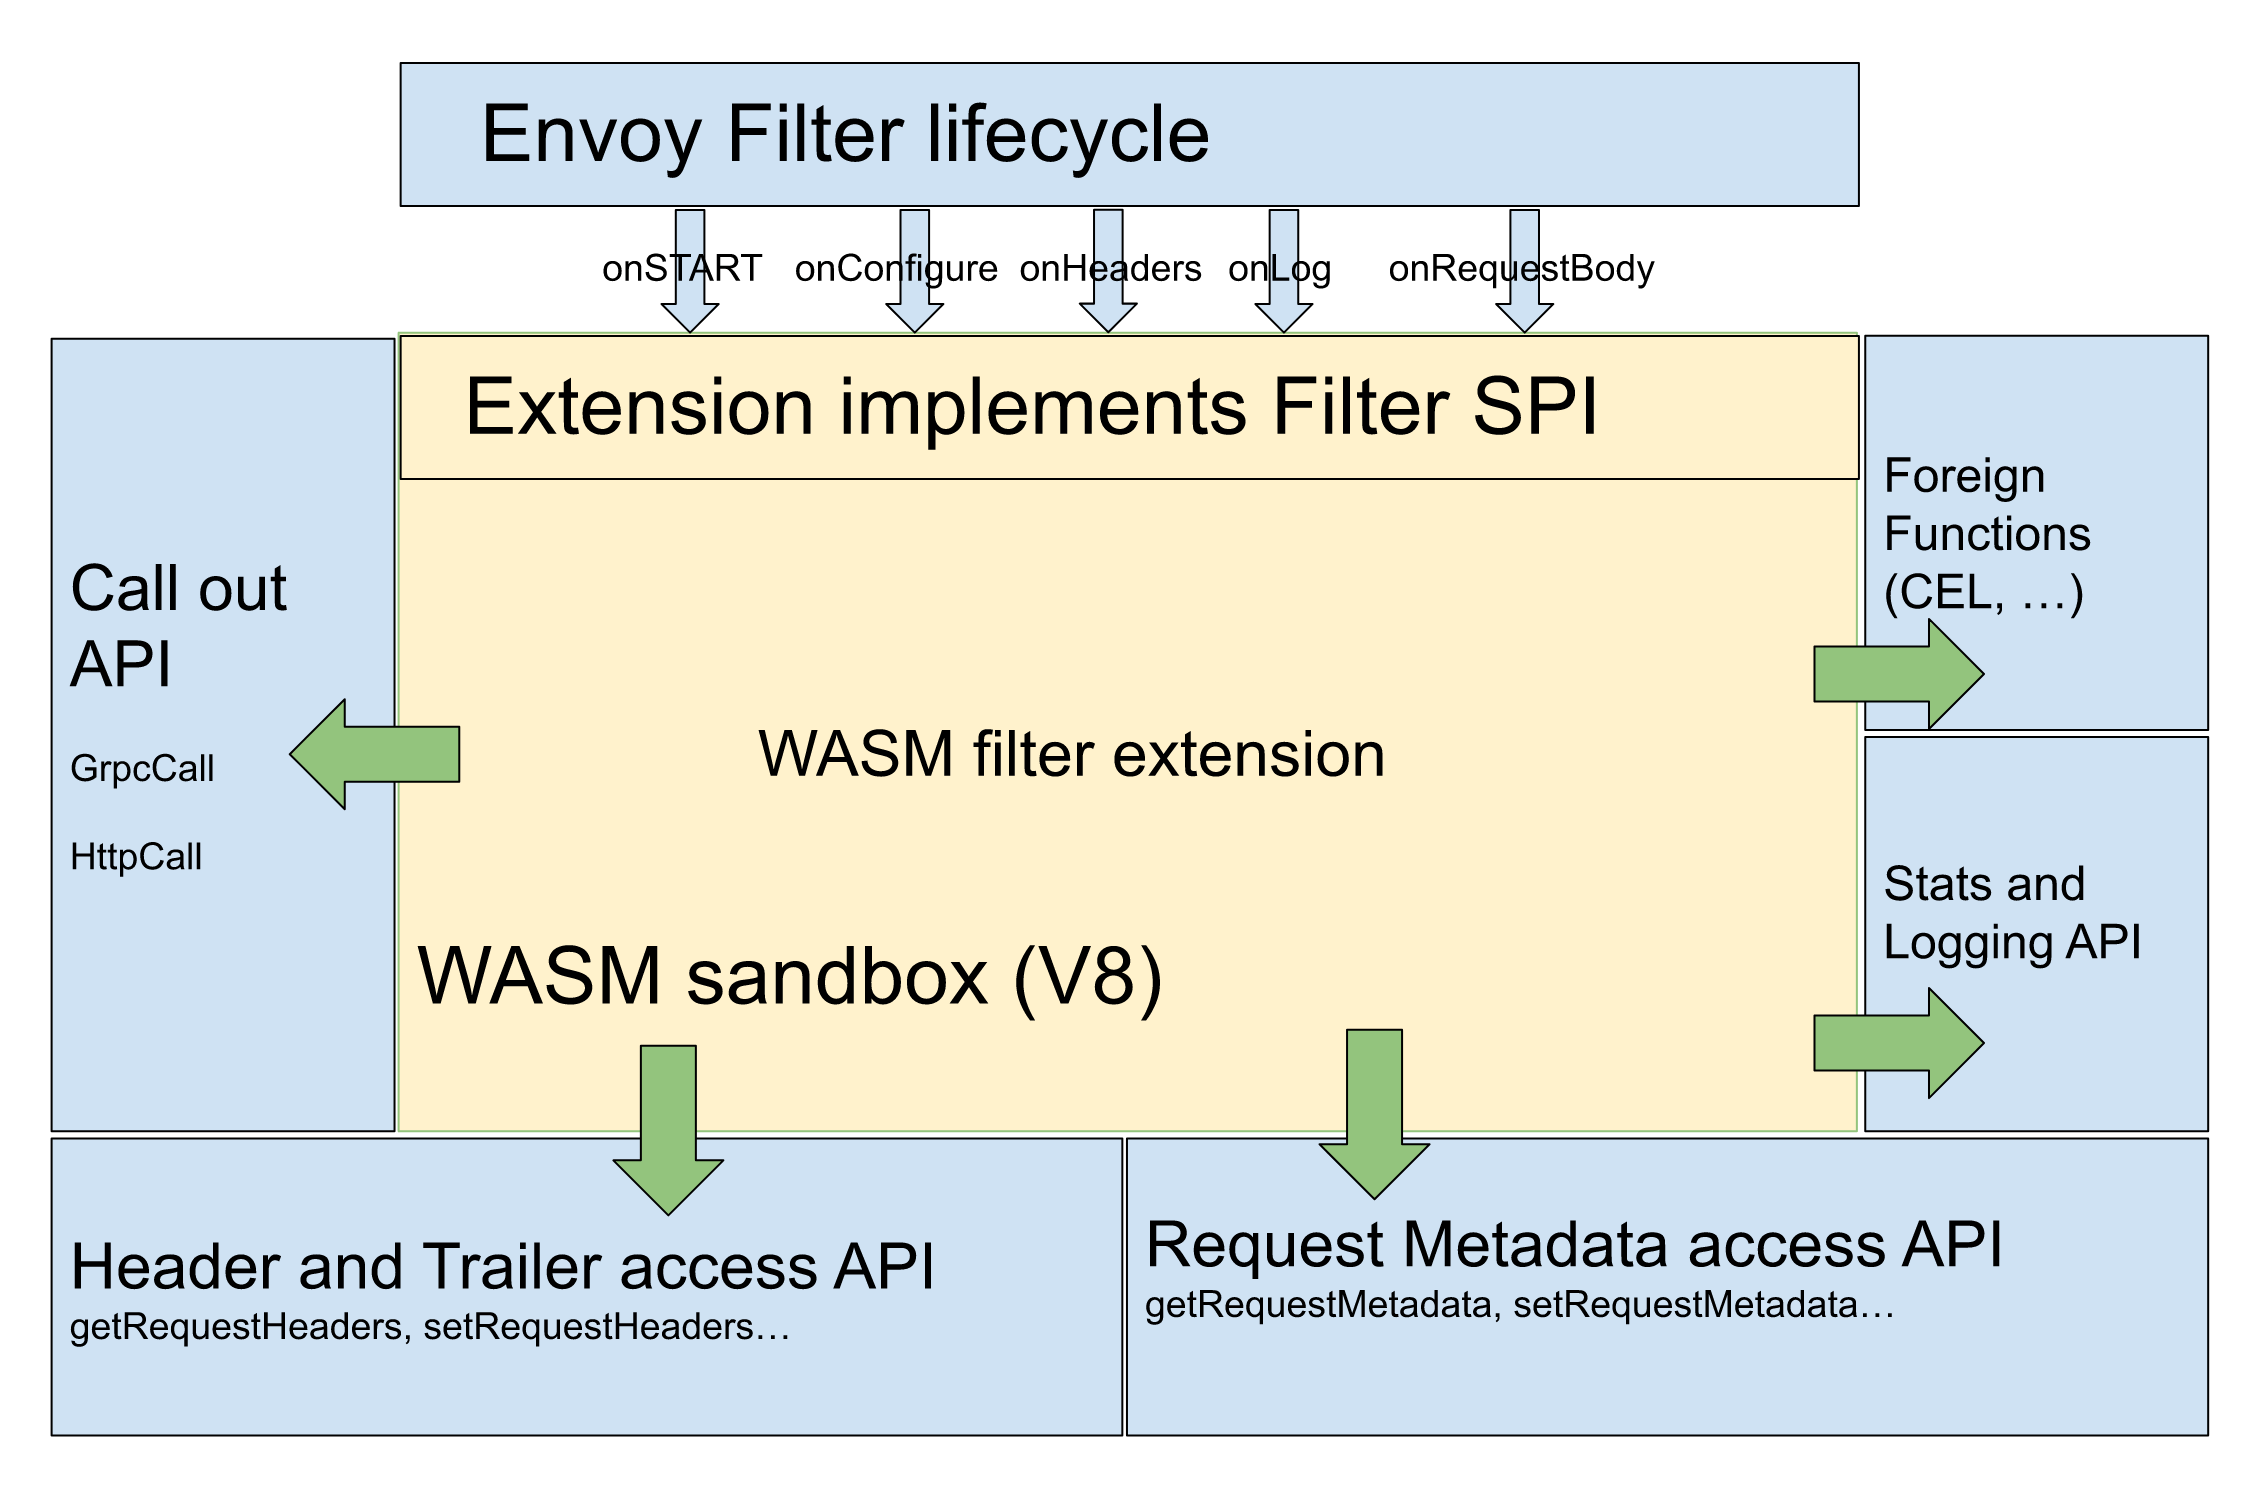 Envoy Filter lifecycle
onSTART onConfigure onHeaders onLog onRequestBody
Extension implements Filter SPI
Call out
API
GrpcCall
HttpCall
WASM filter extension
WASM sandbox (V8)
Foreign
Functions
(CEL, …)
Stats and
Logging API
Header and Trailer access API
getRequestHeaders, setRequestHeaders…
Request Metadata access API
getRequestMetadata, setRequestMetadata…